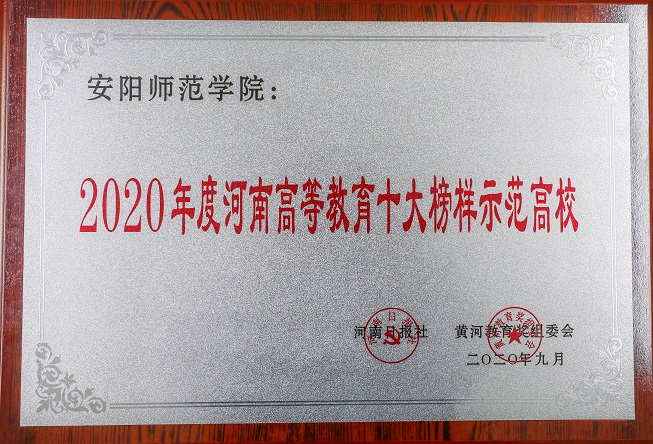 安阳师范学院：
2020年度河南高等教育十大榜样示范高校
河南日报社 黄河教育奖组委会
二〇二〇年九月